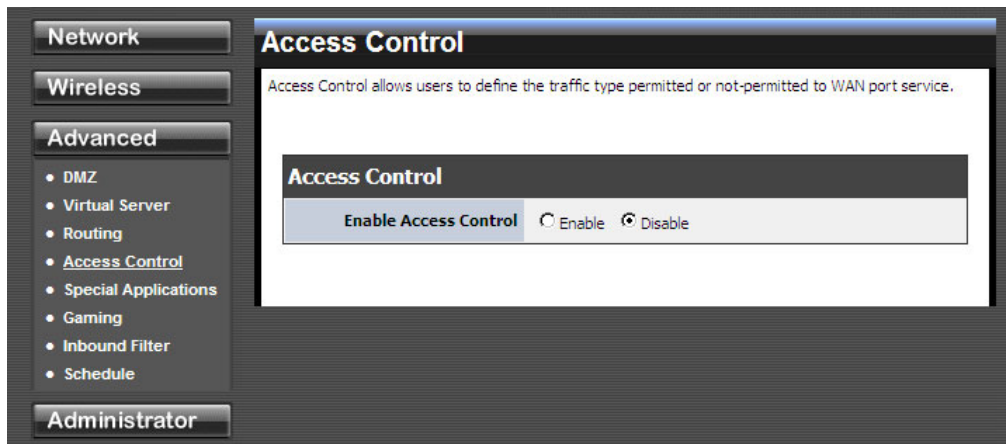 Network
Wireless
Advanced
• DMZ
• Virtual Server
• Routing
• Access Control
• Special Applications
• Gaming
• Inbound Filter
• Schedule
Administrator
Access Control
Access Control allows users to define the traffic type permitted or not-permitted to WAN port service.
Access Control
Enable Access Control Enable Disable